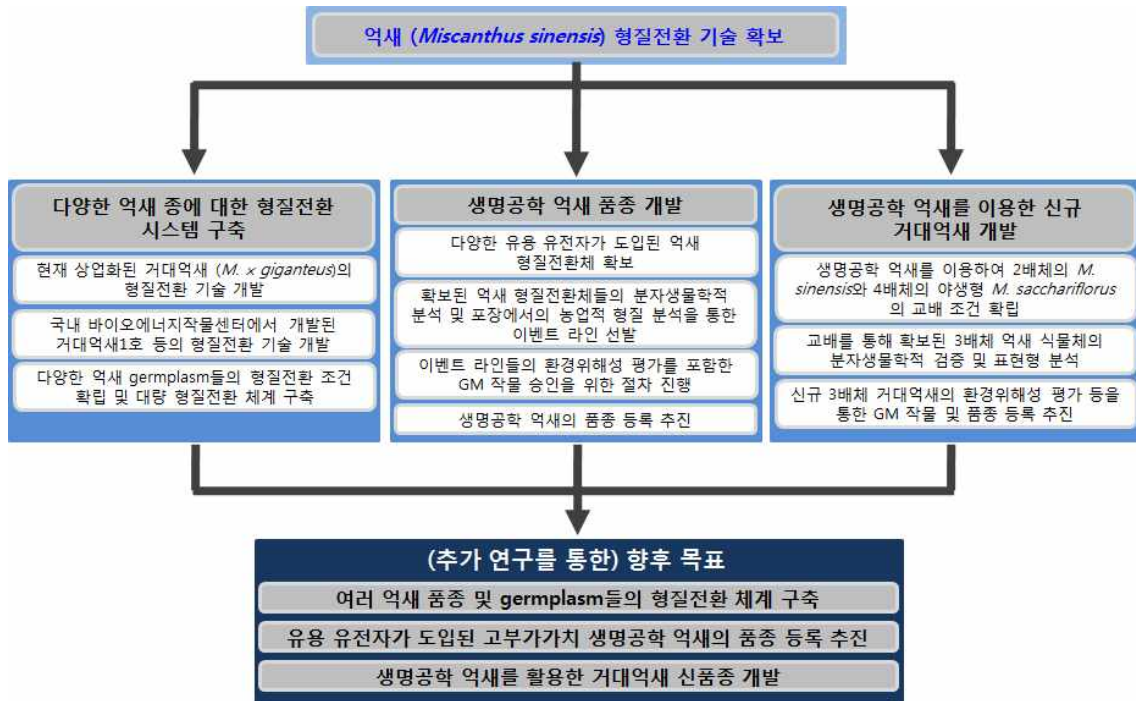 억새 (Miscanthus sinensis) 형질전환 기술 확보
다양한 억새 종에 대한 형질전환
시스템 구축
현재 상업화된 거대억새 (M. × giganteus)의
형질전환 기술 개발
국내 바이오에너지작물센터에서 개발된
거대억새1호 등의 형질전환 기술 개발
다양한 억새 germplasm들의 형질전환 조건
확립 및 대량 형질전환 체계 구축
생명공학 억새 품종 개발
다양한 유용 유전자가 도입된 억새
형질전환체 확보
확보된 억새 형질전환체들의 분자생물학적
분석 및 포장에서의 농업적 형질 분석을 통한
이벤트 라인 선발
이벤트 라인들의 환경위해성 평가를 포함한
GM 작물 승인을 위한 절차 진행
생명공학 억새의 품종 등록 추진
생명공학 억새를 이용한 신규
거대억새 개발
생명공학 억새를 이용하여 2배체의 M.
sinensis와 4배체의 야생형 M. sacchariflorus
의 교배 조건 확립
교배를 통해 확보된 3배체 억새 식물체의
분자생물학적 검증 및 표현형 분석
신규 3배체 거대억새의 환경위해성 평가 등을
통한 GM 작물 및 품종 등록 추진
(추가 연구를 통한) 향후 목표
여러 억새 품종 및 germplasm들의 형질전환 체계 구축
유용 유전자가 도입된 고부가가치 생명공학 억새의 품종 등록 추진
생명공학 억새를 활용한 거대억새 신품종 개발